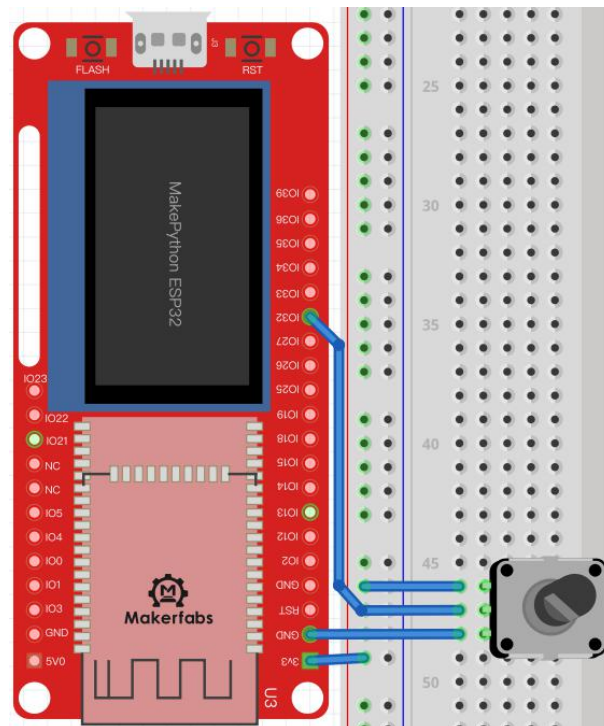 FLASH
RST
MakePython ESP32
IO39
IO36
IO35
IO34
IO33
IO32
IO27
IO26
IO25
IO19
IO18
IO15
IO14
IO13
IO12
IO2
GND
RST
GND
3V3
IO23
IO22
IO21
NC
NC
IO5
IO4
IO0
IO1
IO3
GND
5V0
M
Makerfabs
U3
25
30
35
40
45
50